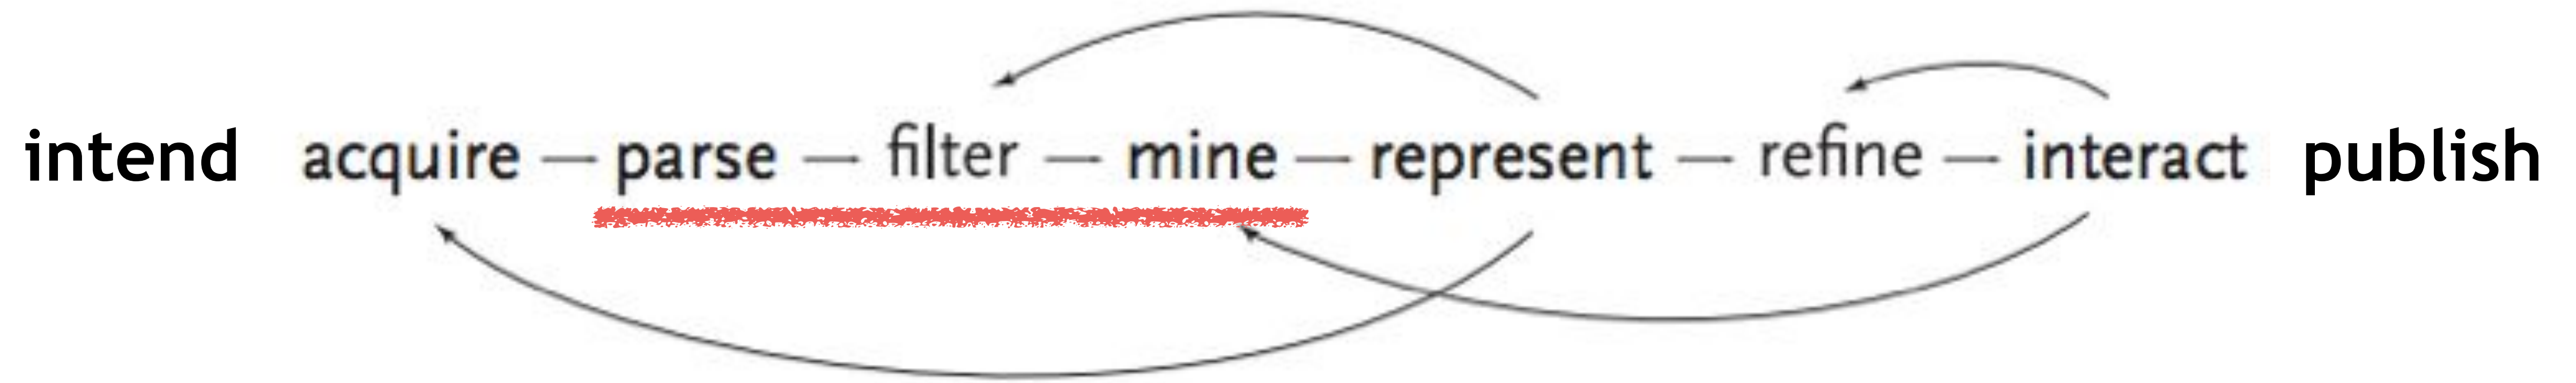 intend acquire — parse — filter — mine — represent — refine — interact publish